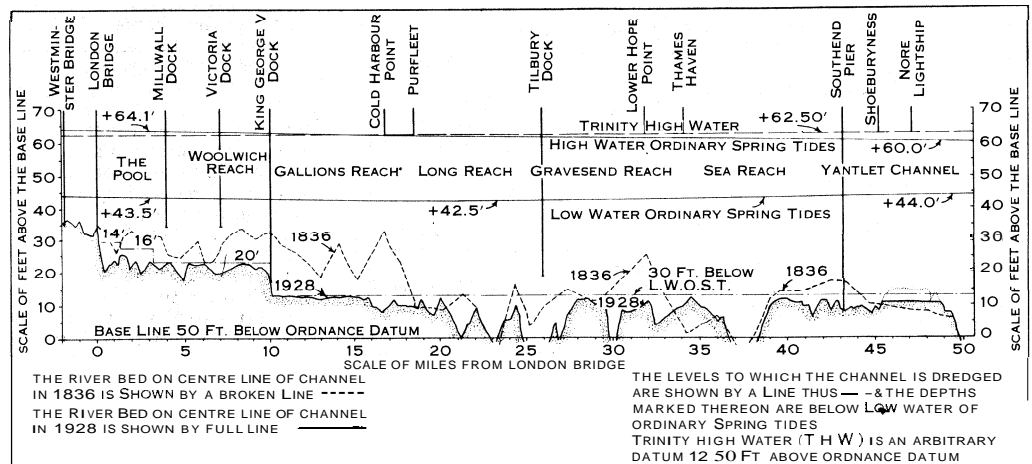 WESTMIN-
STER BRIDGE
LONDON
BRIDGE
MILLWALL
DOCK
VICTORIA
DOCK
KING GEORGE V
DOCK
COLD HARBOUR
POINT
PURFLEET
TILBURY
DOCK
LOWER HOPE
POINT
THAMES
HAVEN
SOUTHEND
PIER
SHOEBURYNESS
NORE
LIGHTSHIP
SCALE OF FEET ABOVE THE BASE LINE
70
60
50
40
30
20
10
0
+64.1'
TRINITY HIGH WATER
+62.50'
HIGH WATER ORDINARY SPRING TIDES
+60.0'
THE
POOL
WOOLWICH
REACH
GALLIONS REACH
LONG REACH
GRAVESEND REACH
SEA REACH
YANTLET CHANNEL
+43.5'
+42.5'
LOW WATER ORDINARY SPRING TIDES
+44.0'
14'
16'
20'
1836
1928
1836
1928
30 FT. BELOW
L.W.O.S.T.
1836
BASE LINE 50 FT. BELOW ORDNANCE DATUM
70
60
50
40
30
20
10
0
SCALE OF FEET ABOVE THE BASE LINE
0 5 10 15 20 25 30 35 40 45 50
SCALE OF MILES FROM LONDON BRIDGE
THE RIVER BED ON CENTRE LINE OF CHANNEL
IN 1836 IS SHOWN BY A BROKEN LINE
THE RIVER BED ON CENTRE LINE OF CHANNEL
IN 1928 IS SHOWN BY FULL LINE
THE LEVELS TO WHICH THE CHANNEL IS DREDGED
ARE SHOWN BY A LINE THUS — - & THE DEPTHS
MARKED THEREON ARE BELOW LOW WATER OF
ORDINARY SPRING TIDES
TRINITY HIGH WATER (T H W) IS AN ARBITRARY
DATUM 12 50 FT ABOVE ORDNANCE DATUM